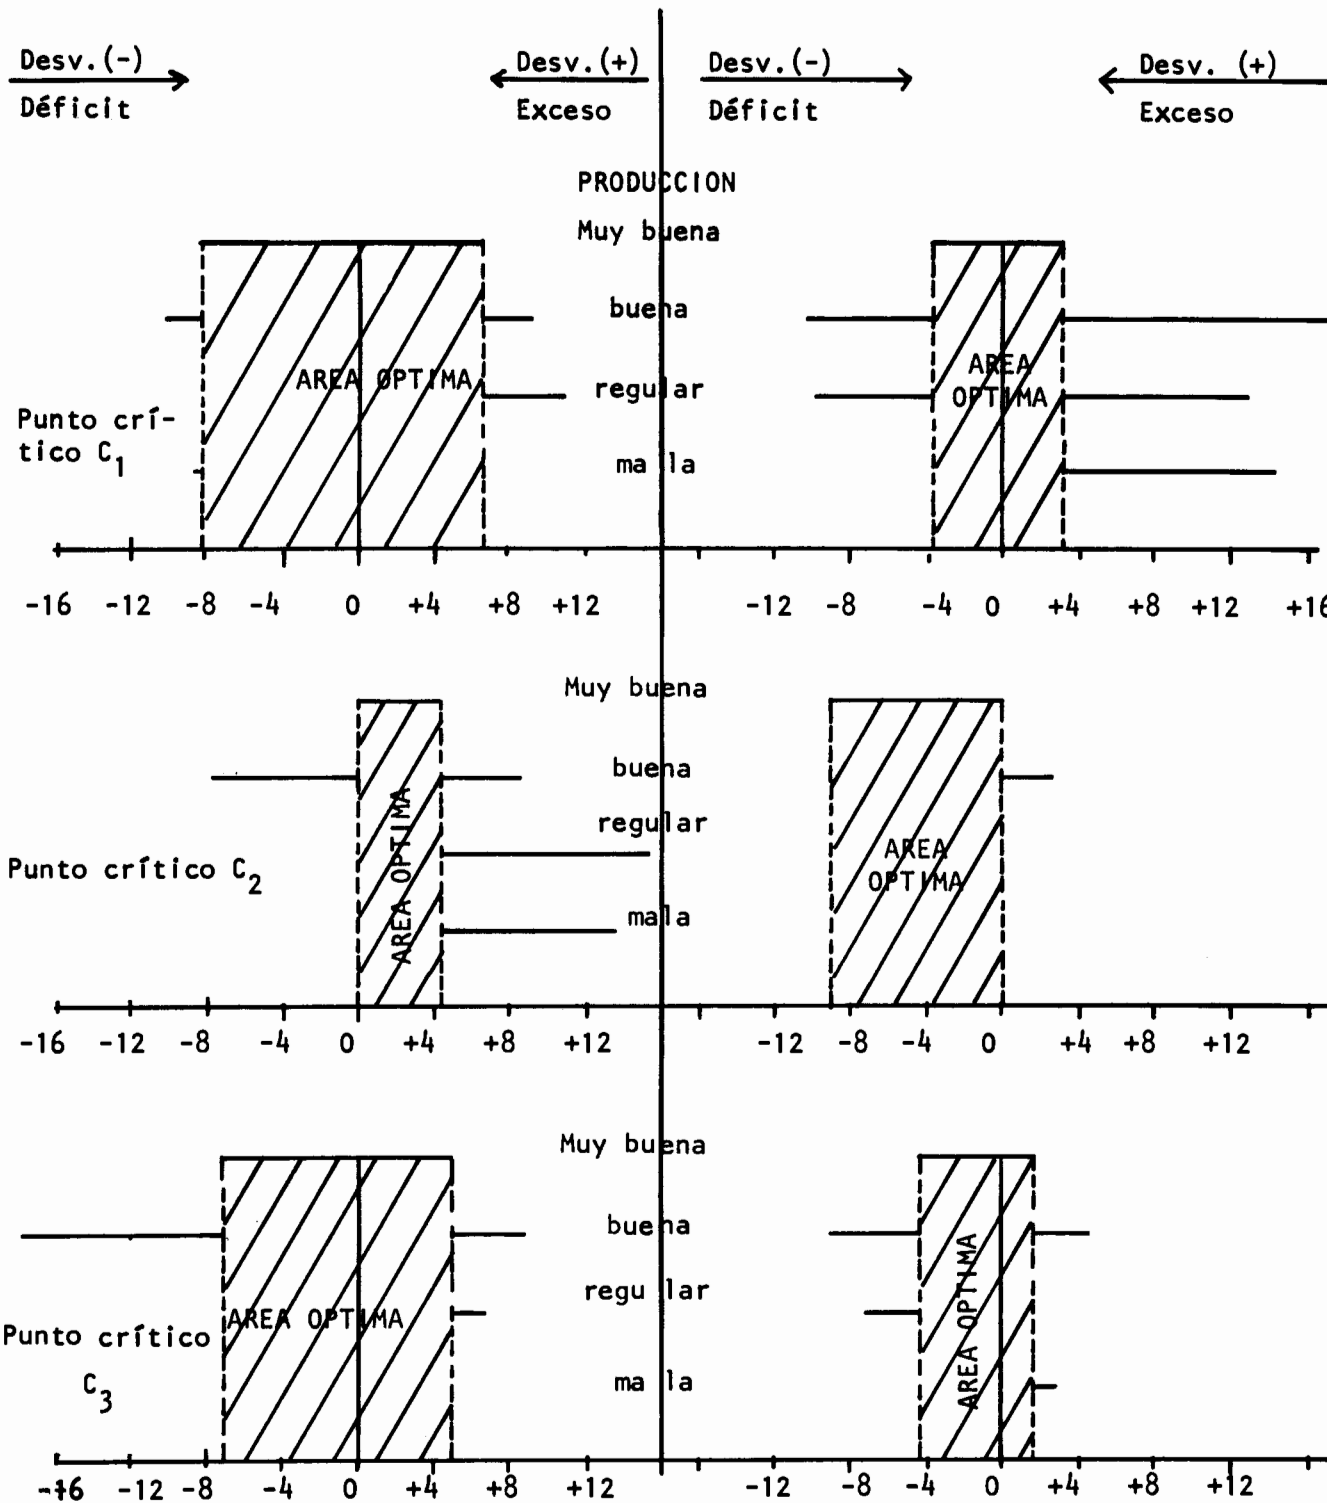 Desv.(-) Desv.(+) Desv.(-) Desv. (+)
Déficit Exceso Déficit Exceso
PRODUCCION
Muy buena
buena
AREA OPTIMA regular AREA
OPTIMA
Punto crí-
tico C1 mala
-16 -12 -8 -4 0 +4 +8 +12 -12 -8 -4 0 +4 +8 +12 +16
Muy buena
buena
AREA OPTIMA
regular
AREA
OPTIMA
Punto crítico C2
mala
-16 -12 -8 -4 0 +4 +8 +12 -12 -8 -4 0 +4 +8 +12
Muy buena
buena
regular
AREA OPTIMA AREA OPTIMA
Punto crítico
C3 mala
-16 -12 -8 -4 0 +4 +8 +12 -12 -8 -4 0 +4 +8 +12